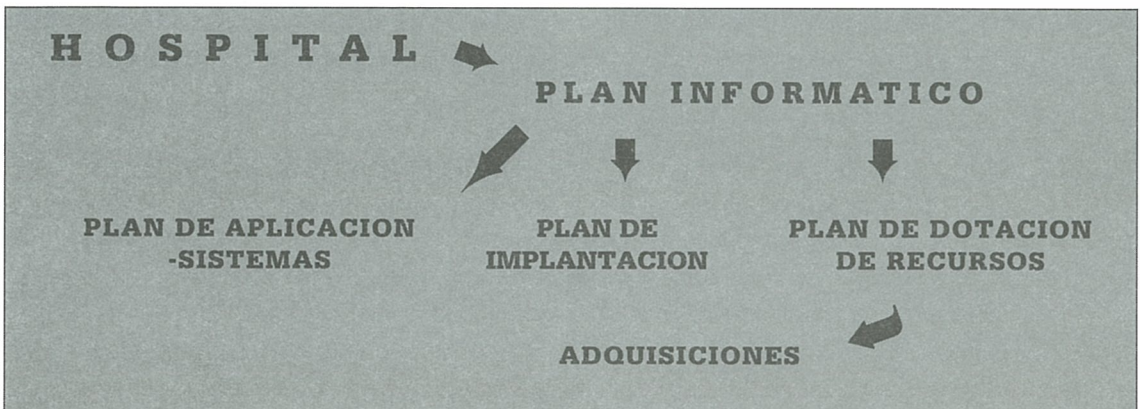 HOSPITAL
PLAN INFORMATICO
PLAN DE APLICACION
-SISTEMAS
PLAN DE
IMPLANTACION
PLAN DE DOTACION
DE RECURSOS
ADQUISICIONES